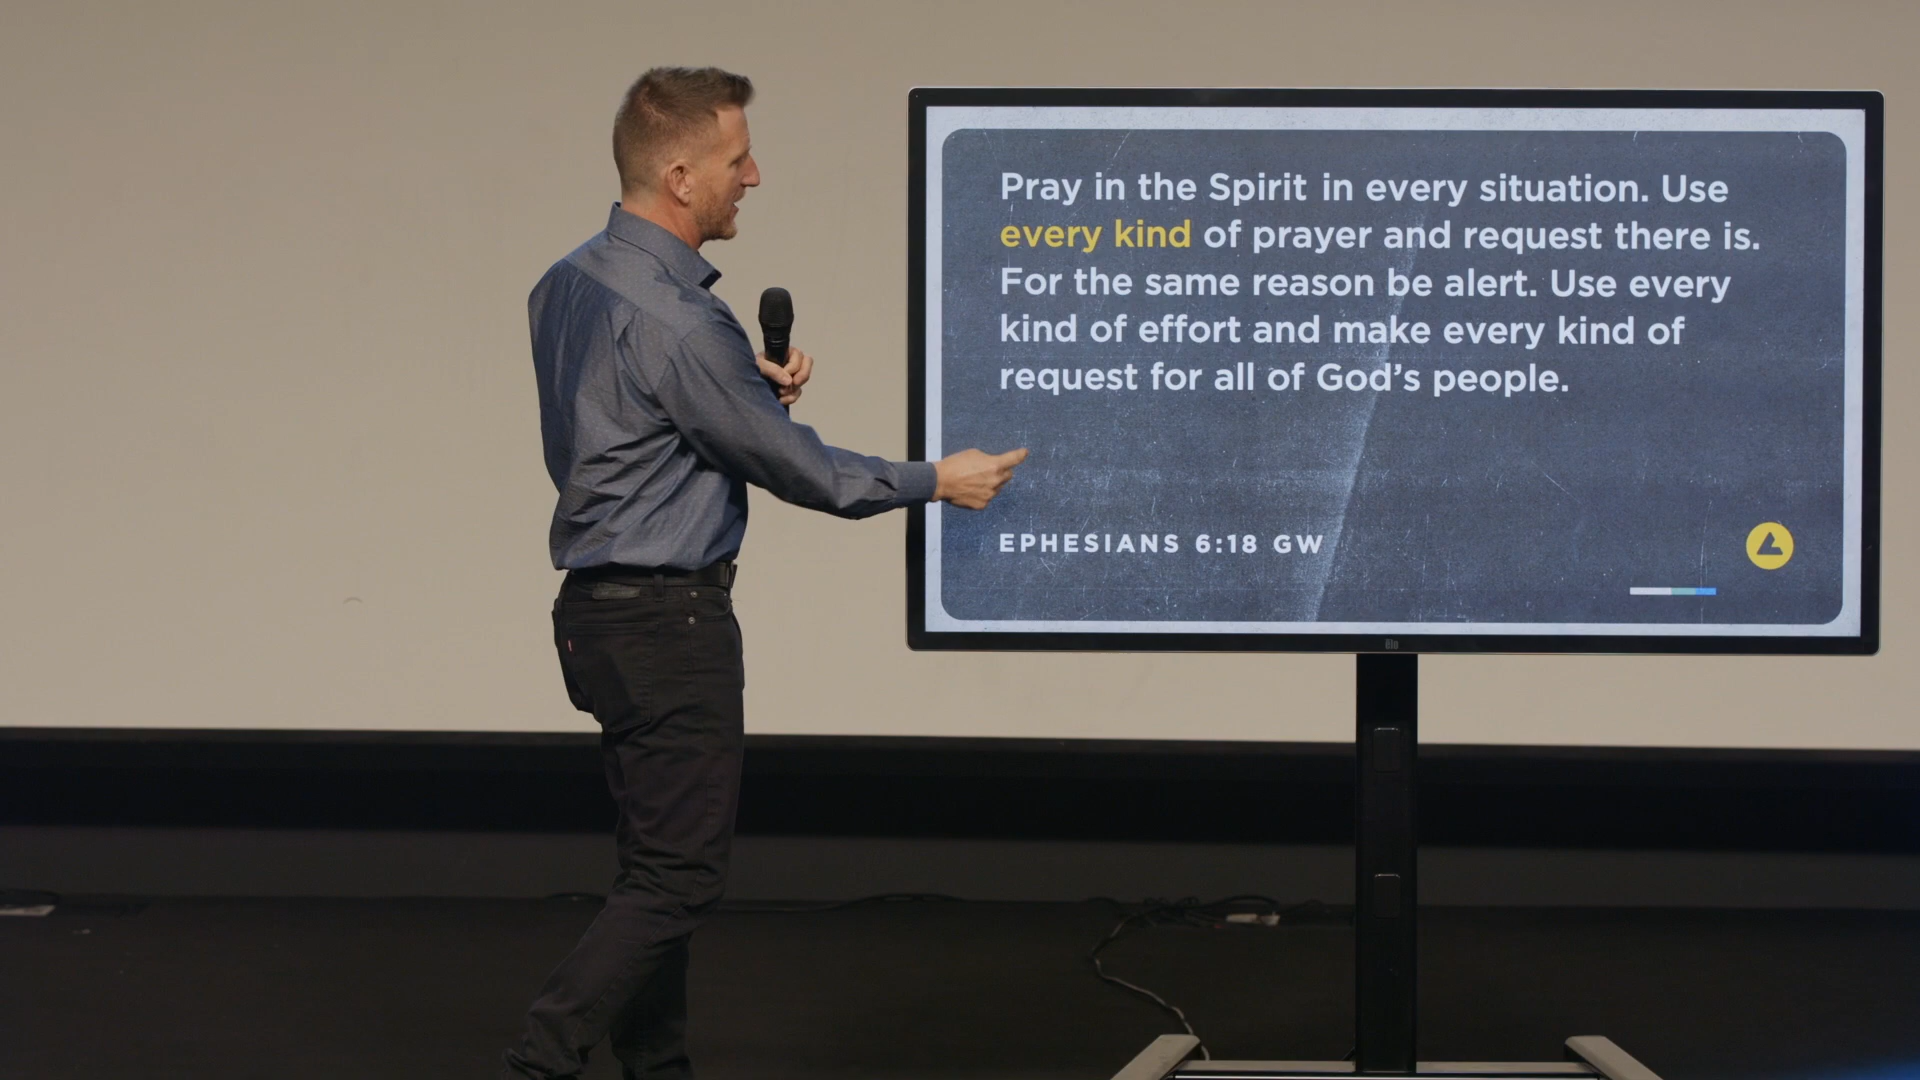 Pray in the Spirit in every situation. Use
every kind of prayer and request there is.
For the same reason be alert. Use every
kind of effort and make every kind of
request for all of God’s people.
EPHESIANS 6:18 GW
elo